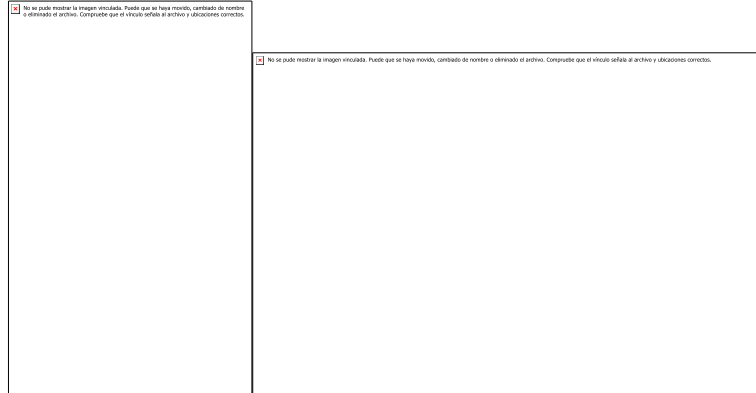 No se pude mostrar la imagen vinculada. Puede que se haya movido, cambiado de nombre
o eliminado el archivo. Compruebe que el vínculo señala al archivo y ubicaciones correctos.
No se pude mostrar la imagen vinculada. Puede que se haya movido, cambiado de nombre o eliminado el archivo. Compruebe que el vínculo señala al archivo y ubicaciones correctos.